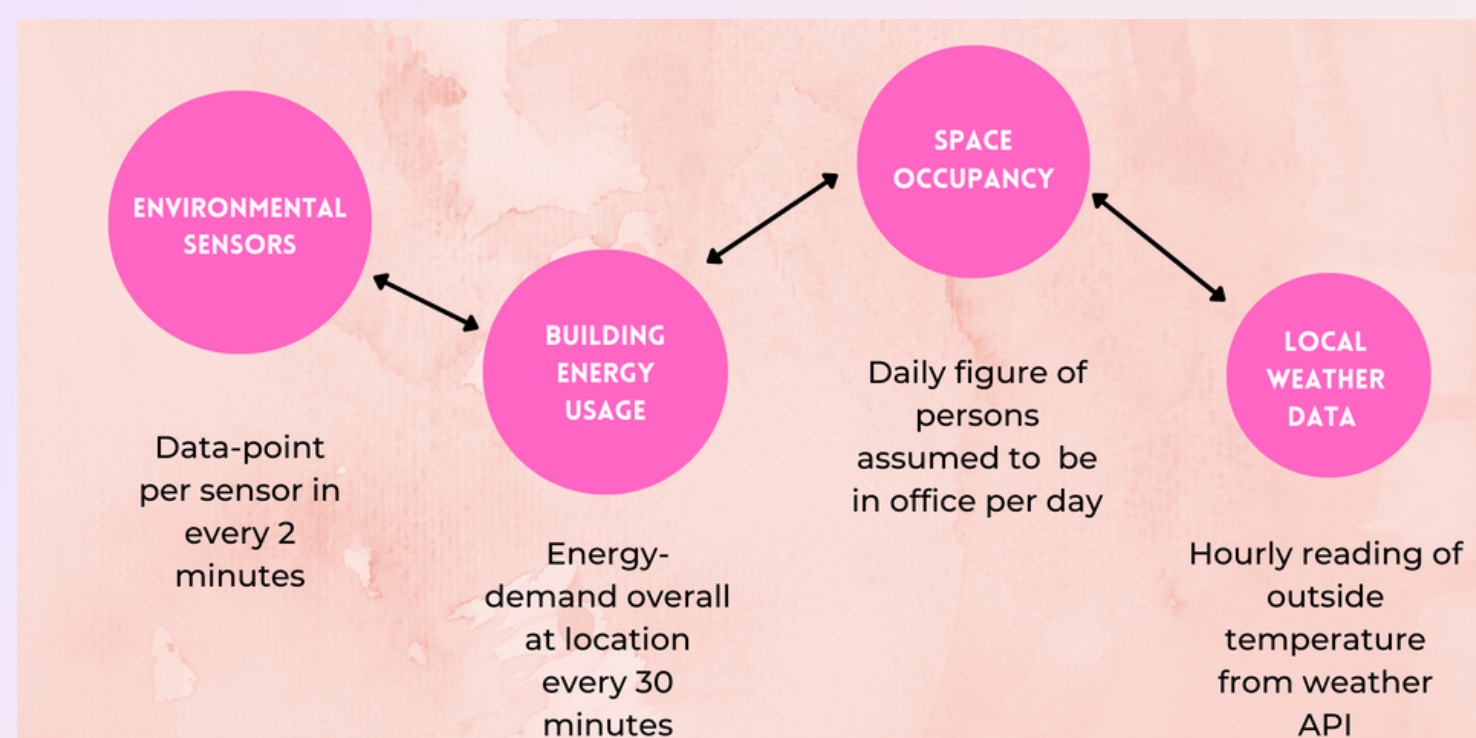 ENVIRONMENTAL
SENSORS
Data-point
per sensor in
every 2
minutes
BUILDING
ENERGY
USAGE
Energy-
demand overall
at location
every 30
minutes
SPACE
OCCUPANCY
Daily figure of
persons
assumed to be
in office per day
LOCAL
WEATHER
DATA
Hourly reading of
outside
temperature
from weather
API